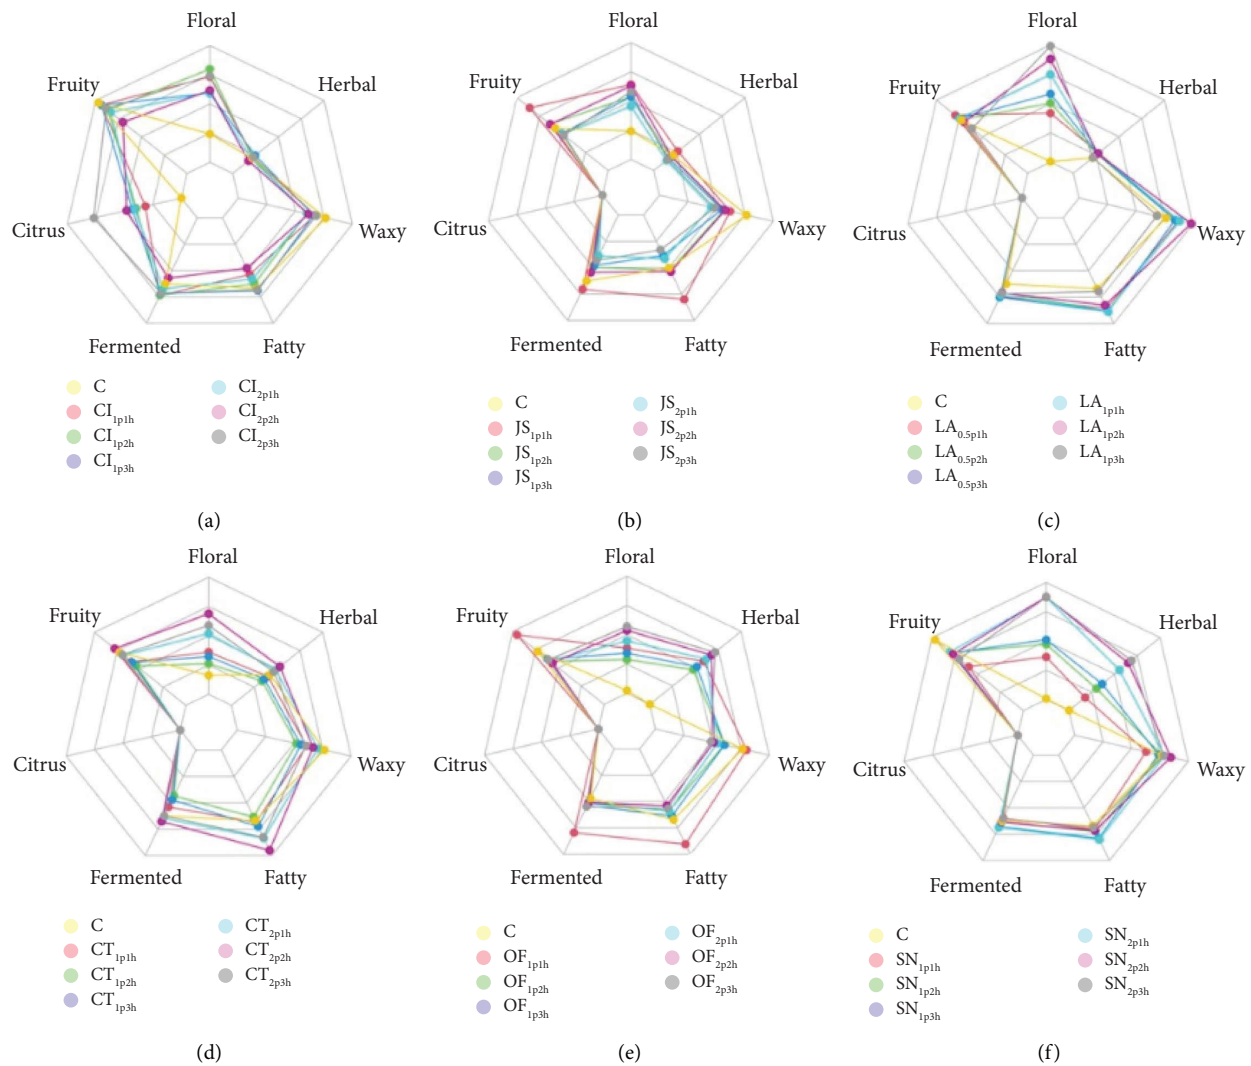 Floral
Fruity
Herbal
Citrus
Waxy
Fermented
Fatty
C
CI1p1h
CI1p2h
CI1p3h
CI2p1h
CI2p2h
CI2p3h
(a)
Floral
Fruity
Herbal
Citrus
Waxy
Fermented
Fatty
C
JS1p1h
JS1p2h
JS1p3h
JS2p1h
JS2p2h
JS2p3h
(b)
Floral
Fruity
Herbal
Citrus
Waxy
Fermented
Fatty
C
LA0.5p1h
LA0.5p2h
LA0.5p3h
LA1p1h
LA1p2h
LA1p3h
(c)
Floral
Fruity
Herbal
Citrus
Waxy
Fermented
Fatty
C
CT1p1h
CT1p2h
CT1p3h
CT2p1h
CT2p2h
CT2p3h
(d)
Floral
Fruity
Herbal
Citrus
Waxy
Fermented
Fatty
C
OF1p1h
OF1p2h
OF1p3h
OF2p1h
OF2p2h
OF2p3h
(e)
Floral
Fruity
Herbal
Citrus
Waxy
Fermented
Fatty
C
SN1p1h
SN1p2h
SN1p3h
SN2p1h
SN2p2h
SN2p3h
(f)